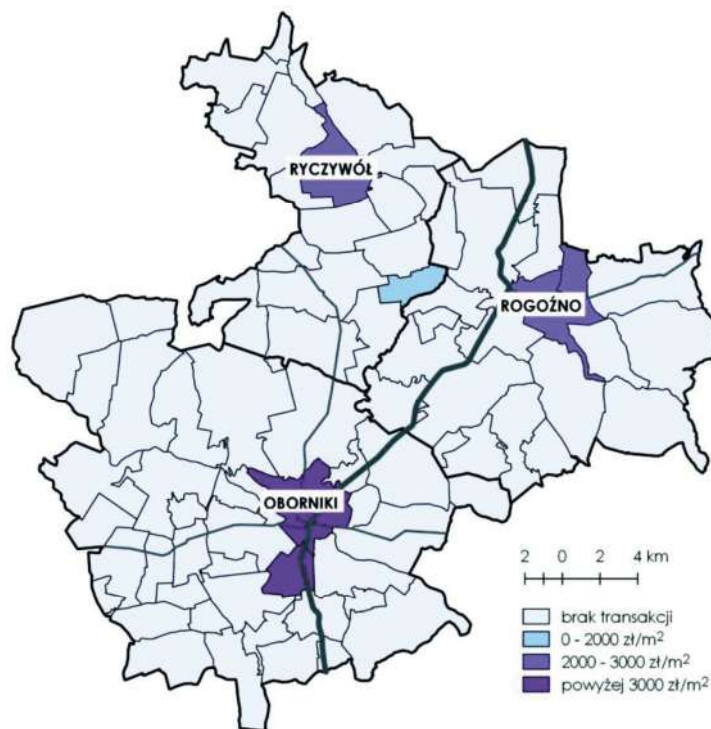 RYCZYWÓŁ
ROGOŹNO
OBORNIKI
2 0 2 4 km
brak transakcji
0 - 2000 zł/m²
2000 - 3000 zł/m²
powyżej 3000 zł/m²